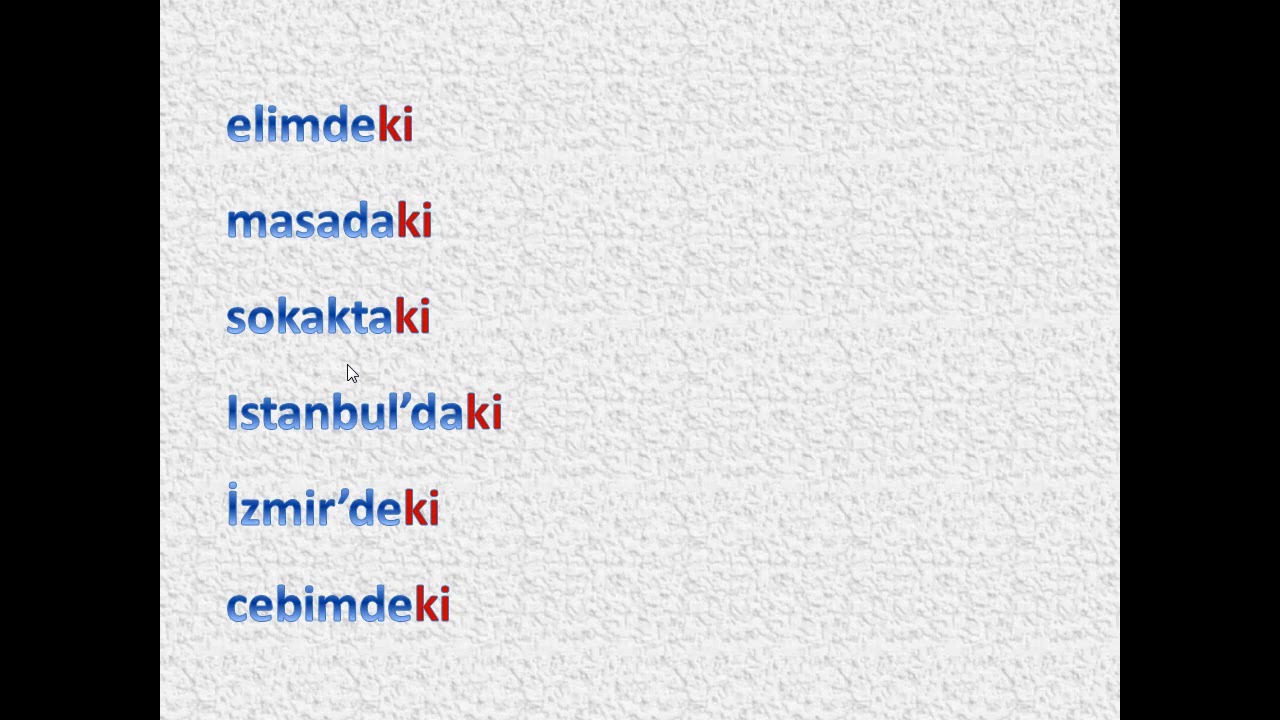 elimdeki
masadaki
sokaktaki
Istanbul’daki
İzmir’deki
cebimdeki